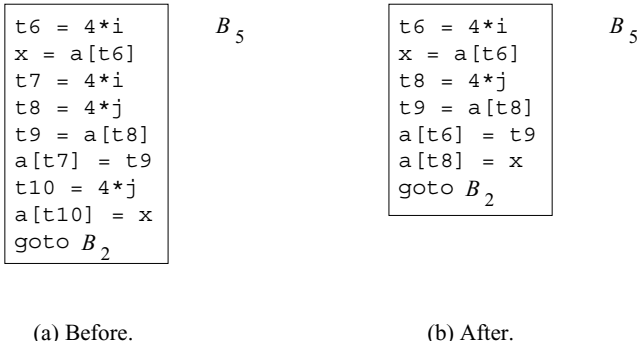 t6 = 4*i
x = a[t6]
t7 = 4*i
t8 = 4*j
t9 = a[t8]
a[t7] = t9
t10 = 4*j
a[t10] = x
goto B2
B5
(a) Before.
t6 = 4*i
x = a[t6]
t8 = 4*j
t9 = a[t8]
a[t6] = t9
a[t8] = x
goto B2
B5
(b) After.